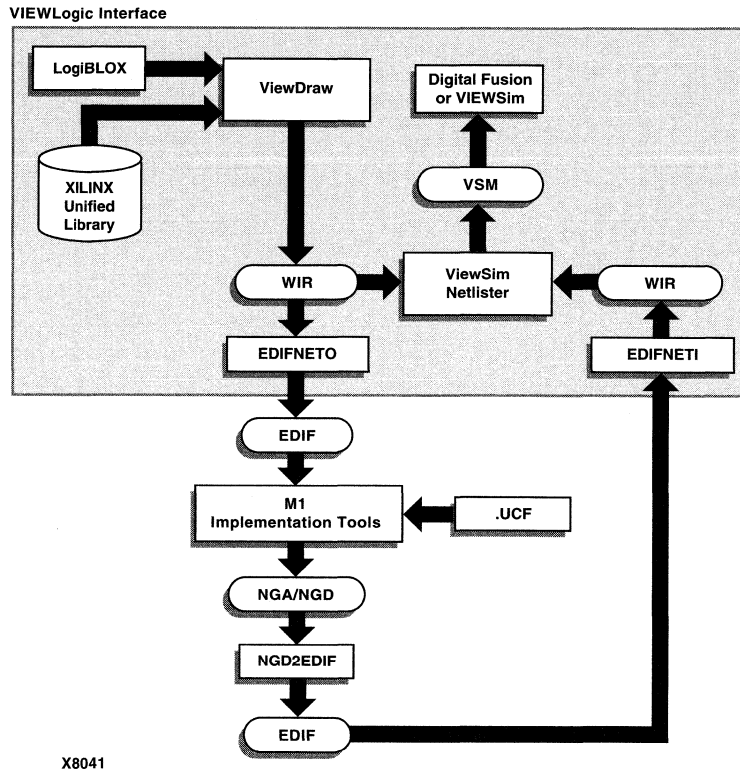 VIEWLogic Interface
LogiBLOX
ViewDraw
Digital Fusion
or VIEWSim
XILINX
Unified
Library
VSM
WIR
ViewSim
Netlister
WIR
EDIFNETO
EDIFNETI
EDIF
M1
Implementation Tools
.UCF
NGA/NGD
NGD2EDIF
EDIF
X8041